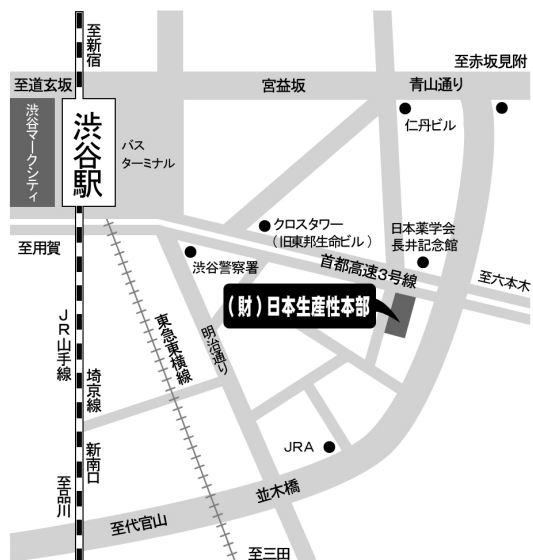 至新宿
至赤坂見附
至道玄坂
宮益坂
青山通り
渋谷マークシティ
渋谷駅
バス
ターミナル
仁丹ビル
クロスタワー
（旧東邦生命ビル）
日本薬学会
長井記念館
至用賀
渋谷警察署
首都高速3号線
至六本木
（財）日本生産性本部
JR山手線
埼京線
東急東横線
明治通り
新南口
至品川
JRA
並木橋
至代官山
至三田